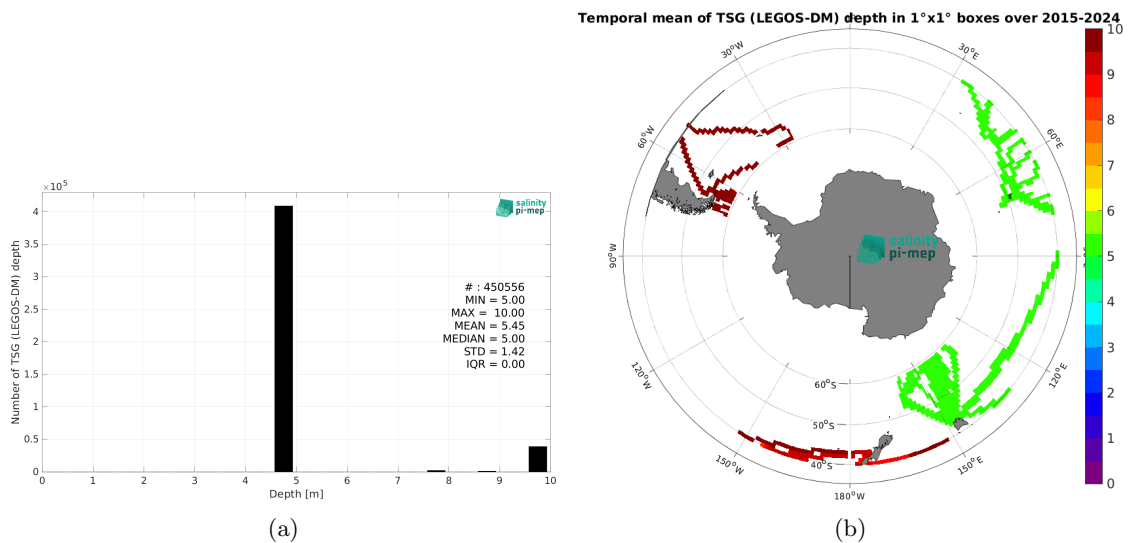 Temporal mean of TSG (LEGOS-DM) depth in 1°x1° boxes over 2015-2024
×10⁵
4
3.5
3
2.5
2
1.5
1
0.5
0
Number of TSG (LEGOS-DM) depth
salinity
pi-mep
# : 450556
MIN = 5.00
MAX = 10.00
MEAN = 5.45
MEDIAN = 5.00
STD = 1.42
IQR = 0.00
0 1 2 3 4 5 6 7 8 9 10
Depth [m]
(a)
30°W
30°E
60°W
60°E
90°W
120°W
120°E
150°W
150°E
180°W
60°S
50°S
40°S
salinity
pi-mep
10
9
8
7
6
5
4
3
2
1
0
(b)